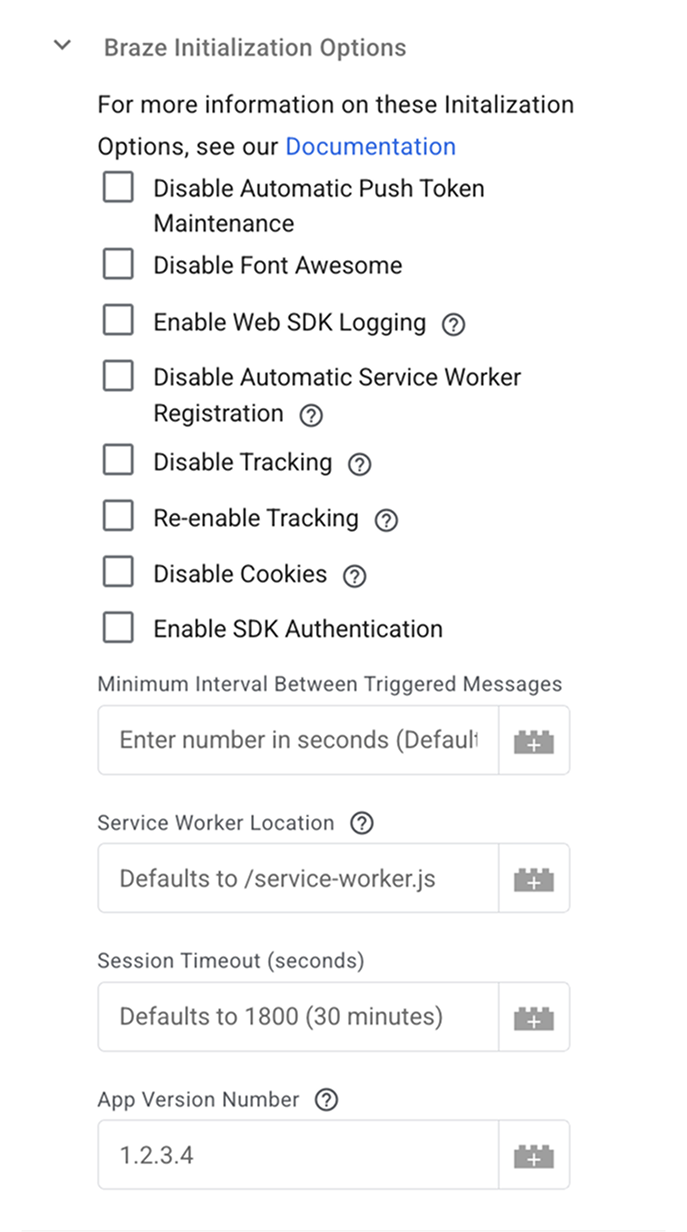 Braze Initialization Options
For more information on these Initalization
Options, see our Documentation
Disable Automatic Push Token
Maintenance
Disable Font Awesome
Enable Web SDK Logging
Disable Automatic Service Worker
Registration
Disable Tracking
Re-enable Tracking
Disable Cookies
Enable SDK Authentication
Minimum Interval Between Triggered Messages
Enter number in seconds (Default
Service Worker Location
Defaults to /service-worker.js
Session Timeout (seconds)
Defaults to 1800 (30 minutes)
App Version Number
1.2.3.4